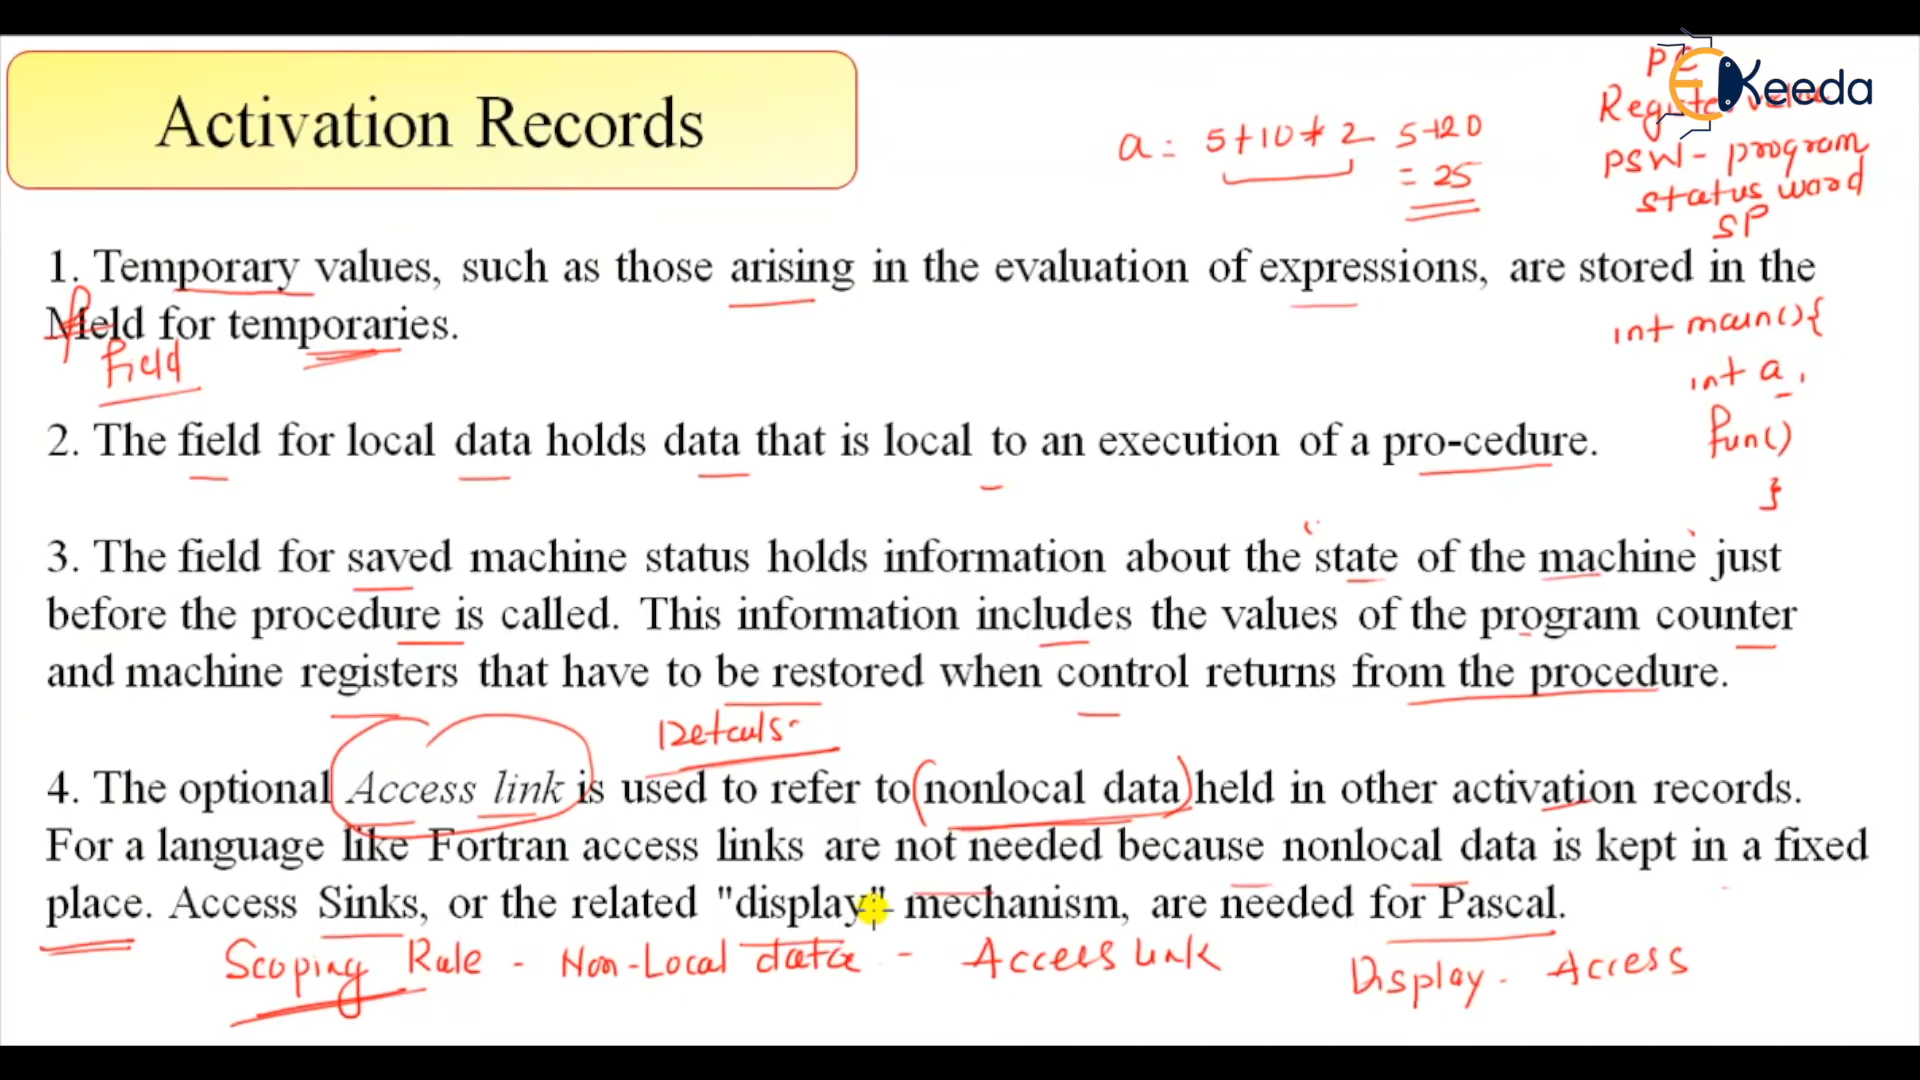 PC
Keeda
Activation Records
a = 5+10*2 5+20
= 25
Register value
PSW - program
status word
SP
1. Temporary values, such as those arising in the evaluation of expressions, are stored in the
Meld for temporaries.
field
int main(){
int a,
fun()
}
2. The field for local data holds data that is local to an execution of a pro-cedure.
3. The field for saved machine status holds information about the state of the machine just
before the procedure is called. This information includes the values of the program counter
and machine registers that have to be restored when control returns from the procedure.
Details
4. The optional Access link is used to refer to (nonlocal data) held in other activation records.
For a language like Fortran access links are not needed because nonlocal data is kept in a fixed
place. Access Sinks, or the related "display" mechanism, are needed for Pascal.
Scoping Rule - Non-Local data - Access link
Display - Access